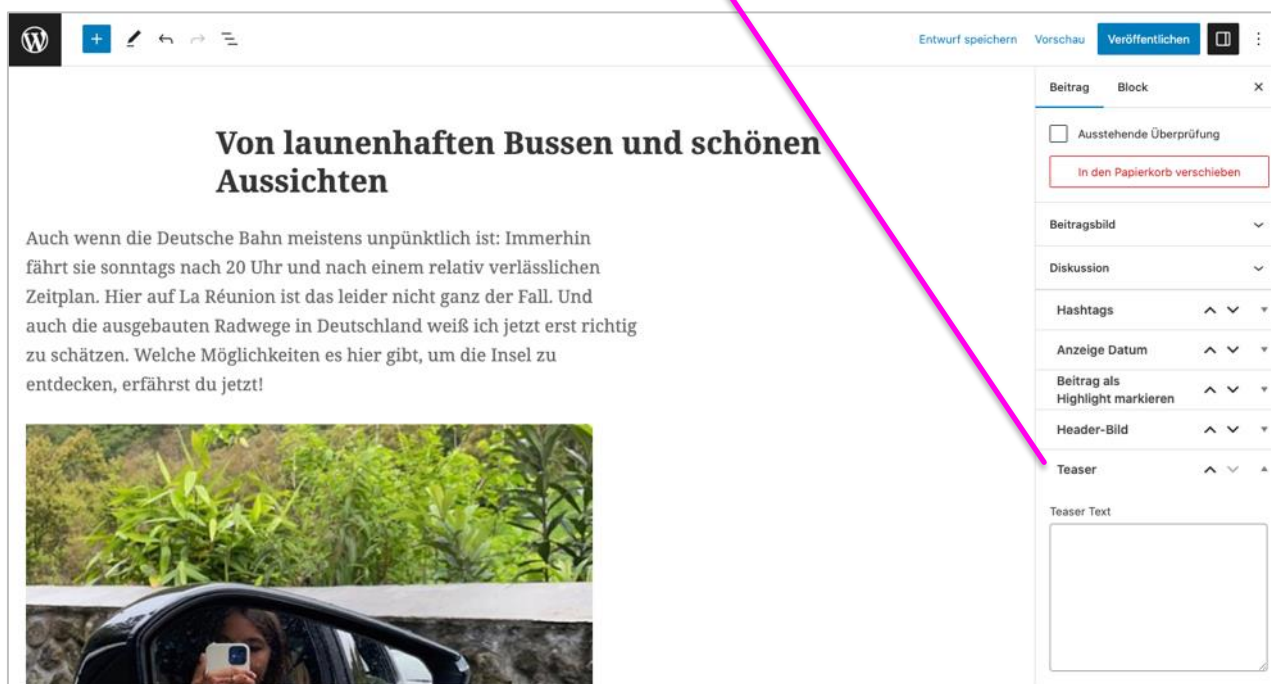 Entwurf speichern Vorschau Veröffentlichen
Von launenhaften Bussen und schönen
Aussichten
Auch wenn die Deutsche Bahn meistens unpünktlich ist: Immerhin
fährt sie sonntags nach 20 Uhr und nach einem relativ verlässlichen
Zeitplan. Hier auf La Réunion ist das leider nicht ganz der Fall. Und
auch die ausgebauten Radwege in Deutschland weiß ich jetzt erst richtig
zu schätzen. Welche Möglichkeiten es hier gibt, um die Insel zu
entdecken, erfährst du jetzt!
Beitrag Block
Ausstehende Überprüfung
In den Papierkorb verschieben
Beitragsbild
Diskussion
Hashtags
Anzeige Datum
Beitrag als
Highlight markieren
Header-Bild
Teaser
Teaser Text